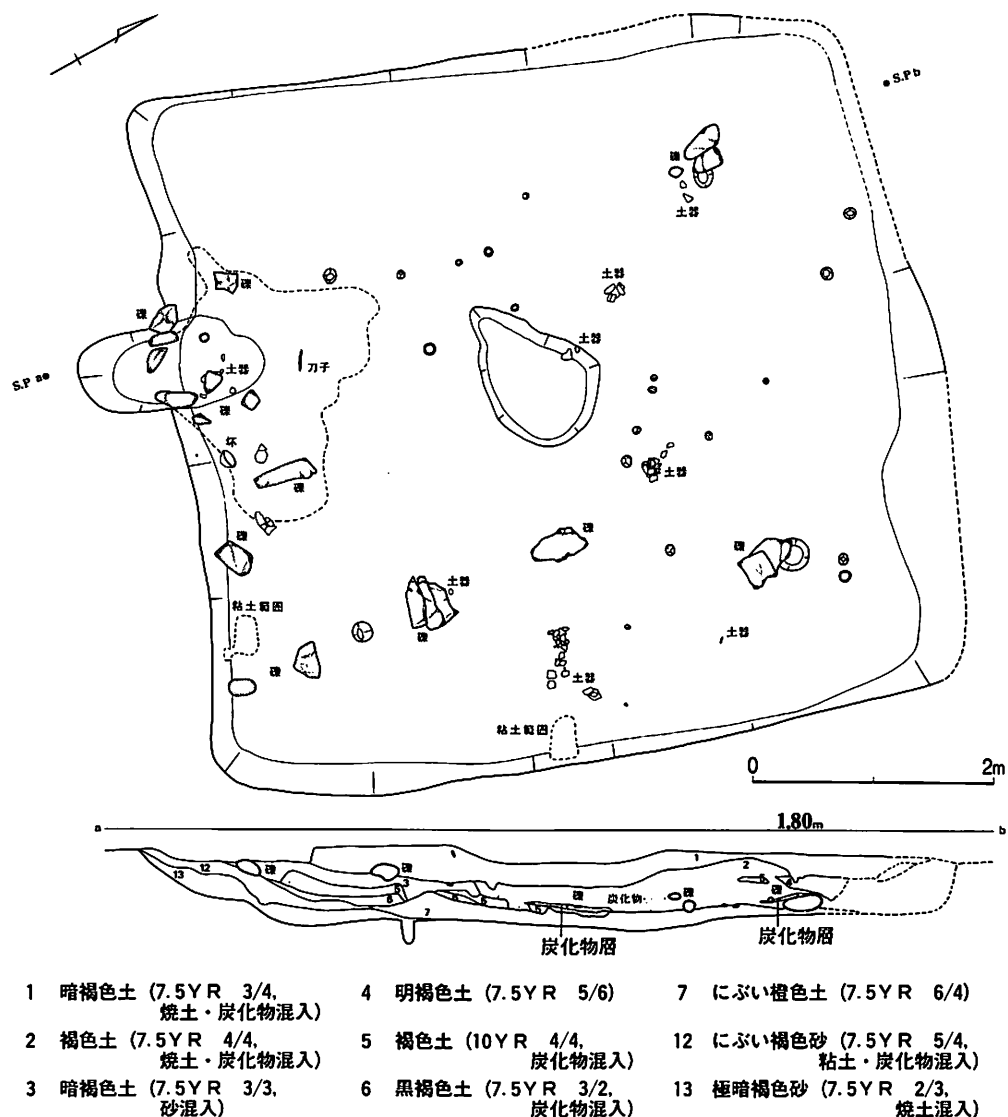 S.Pb
礫
土器
土器
礫
礫
土器
S.Pa
土器
刀子
礫
坏
土器
礫
礫
礫
礫
土器
粘土範囲
礫
土器
礫
土器
粘土範囲
0 2m
a 1.80m b
1 1 2
13 12 礫 礫 3 5
6 6 5 5 礫 炭化物 礫 礫
7
炭化物層 炭化物層
1 暗褐色土 (7.5YR 3/4, 4 明褐色土 (7.5YR 5/6) 7 にぶい橙色土 (7.5YR 6/4)
焼土・炭化物混入)
2 褐色土 (7.5YR 4/4, 5 褐色土 (10YR 4/4, 12 にぶい褐色砂 (7.5YR 5/4,
焼土・炭化物混入) 炭化物混入) 粘土・炭化物混入)
3 暗褐色土 (7.5YR 3/3, 6 黒褐色土 (7.5YR 3/2, 13 極暗褐色砂 (7.5YR 2/3,
砂混入) 炭化物混入) 焼土混入)